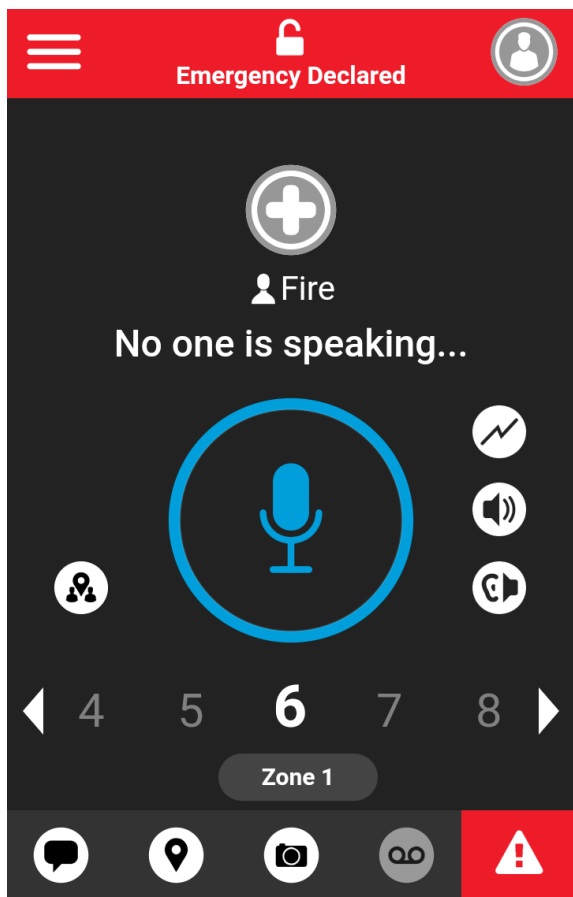 Emergency Declared
Fire
No one is speaking...
4 5 6 7 8
Zone 1